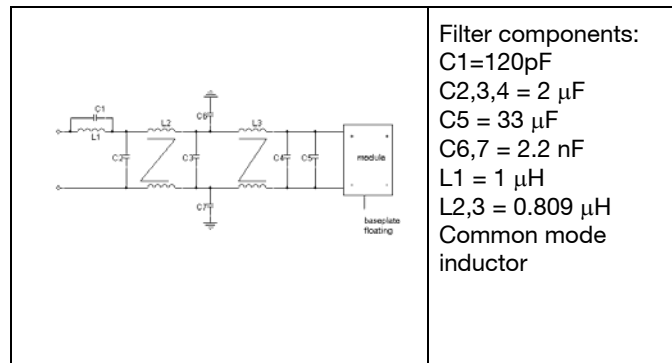 C1
L1
L2
C6
L3
C2
C3
C4
C5
module
C7
baseplate
floating
Filter components:
C1=120pF
C2,3,4 = 2 μF
C5 = 33 μF
C6,7 = 2.2 nF
L1 = 1 μH
L2,3 = 0.809 μH
Common mode
inductor